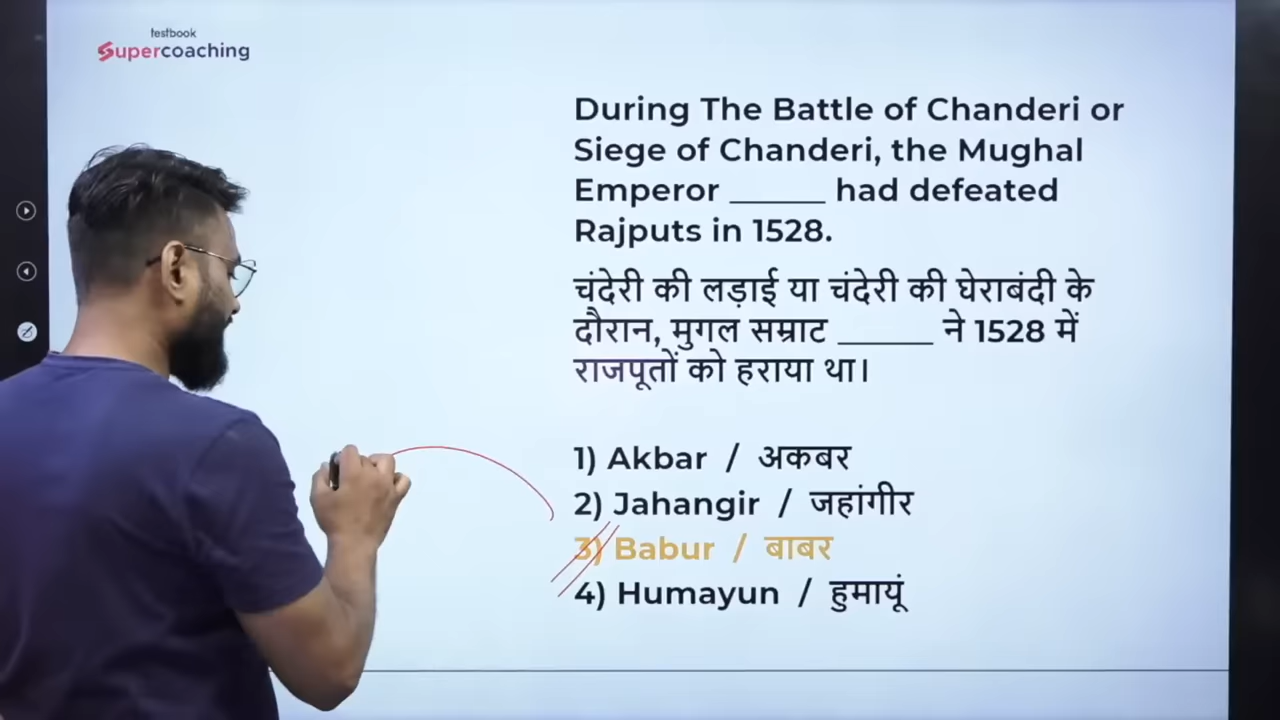 testbook
Supercoaching
During The Battle of Chanderi or
Siege of Chanderi, the Mughal
Emperor ______ had defeated
Rajputs in 1528.
चंदेरी की लड़ाई या चंदेरी की घेराबंदी के
दौरान, मुगल सम्राट ______ ने 1528 में
राजपूतों को हराया था।
1) Akbar / अकबर
2) Jahangir / जहांगीर
3) Babur / बाबर
4) Humayun / हुमायूं